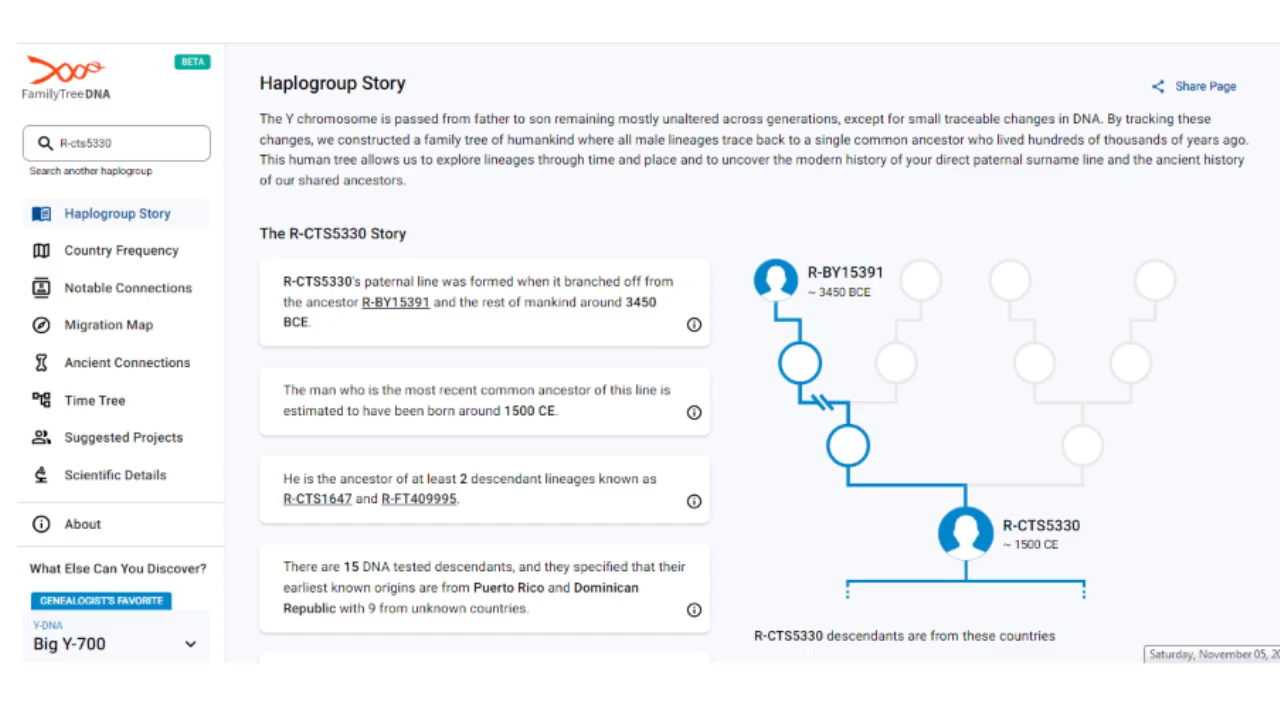 FamilyTreeDNA
BETA
R-cts5330
Search another haplogroup
Haplogroup Story
Country Frequency
Notable Connections
Migration Map
Ancient Connections
Time Tree
Suggested Projects
Scientific Details
About
What Else Can You Discover?
GENEALOGIST'S FAVORITE
Y-DNA
Big Y-700
Haplogroup Story
Share Page
The Y chromosome is passed from father to son remaining mostly unaltered across generations, except for small traceable changes in DNA. By tracking these
changes, we constructed a family tree of humankind where all male lineages trace back to a single common ancestor who lived hundreds of thousands of years ago.
This human tree allows us to explore lineages through time and place and to uncover the modern history of your direct paternal surname line and the ancient history
of our shared ancestors.
The R-CTS5330 Story
R-CTS5330's paternal line was formed when it branched off from
the ancestor R-BY15391 and the rest of mankind around 3450
BCE.
The man who is the most recent common ancestor of this line is
estimated to have been born around 1500 CE.
He is the ancestor of at least 2 descendant lineages known as
R-CTS1647 and R-FT409995.
There are 15 DNA tested descendants, and they specified that their
earliest known origins are from Puerto Rico and Dominican
Republic with 9 from unknown countries.
R-BY15391
~ 3450 BCE
R-CTS5330
~ 1500 CE
R-CTS5330 descendants are from these countries
Saturday, November 05, 20